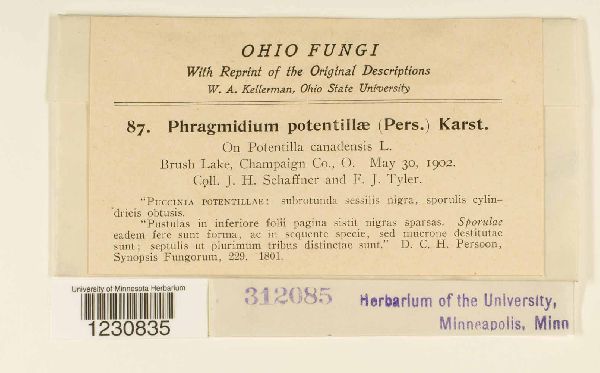 OHIO FUNGI
With Reprint of the Original Descriptions
W. A. Kellerman, Ohio State University
87. Phragmidium potentillæ (Pers.) Karst.
On Potentilla canadensis L.
Brush Lake, Champaign Co., O. May 30, 1902.
Coll. J. H. Schaffner and F. J. Tyler.
"PUCCINIA POTENTILLAE: subrotunda sessilis nigra, sporulis cylin-
dricis obtusis.
"Pustulas in inferiore folii pagina sistit nigras sparsas. Sporulae
eadem fere sunt forma, ac in sequente specie, sed mucrone destitutae
sunt; septulis ut plurimum tribus distinctae sunt." D. C. H. Persoon,
Synopsis Fungorum, 229. 1801.
University of Minnesota Herbarium
1230835
312085
Herbarium of the University,
Minneapolis, Minn